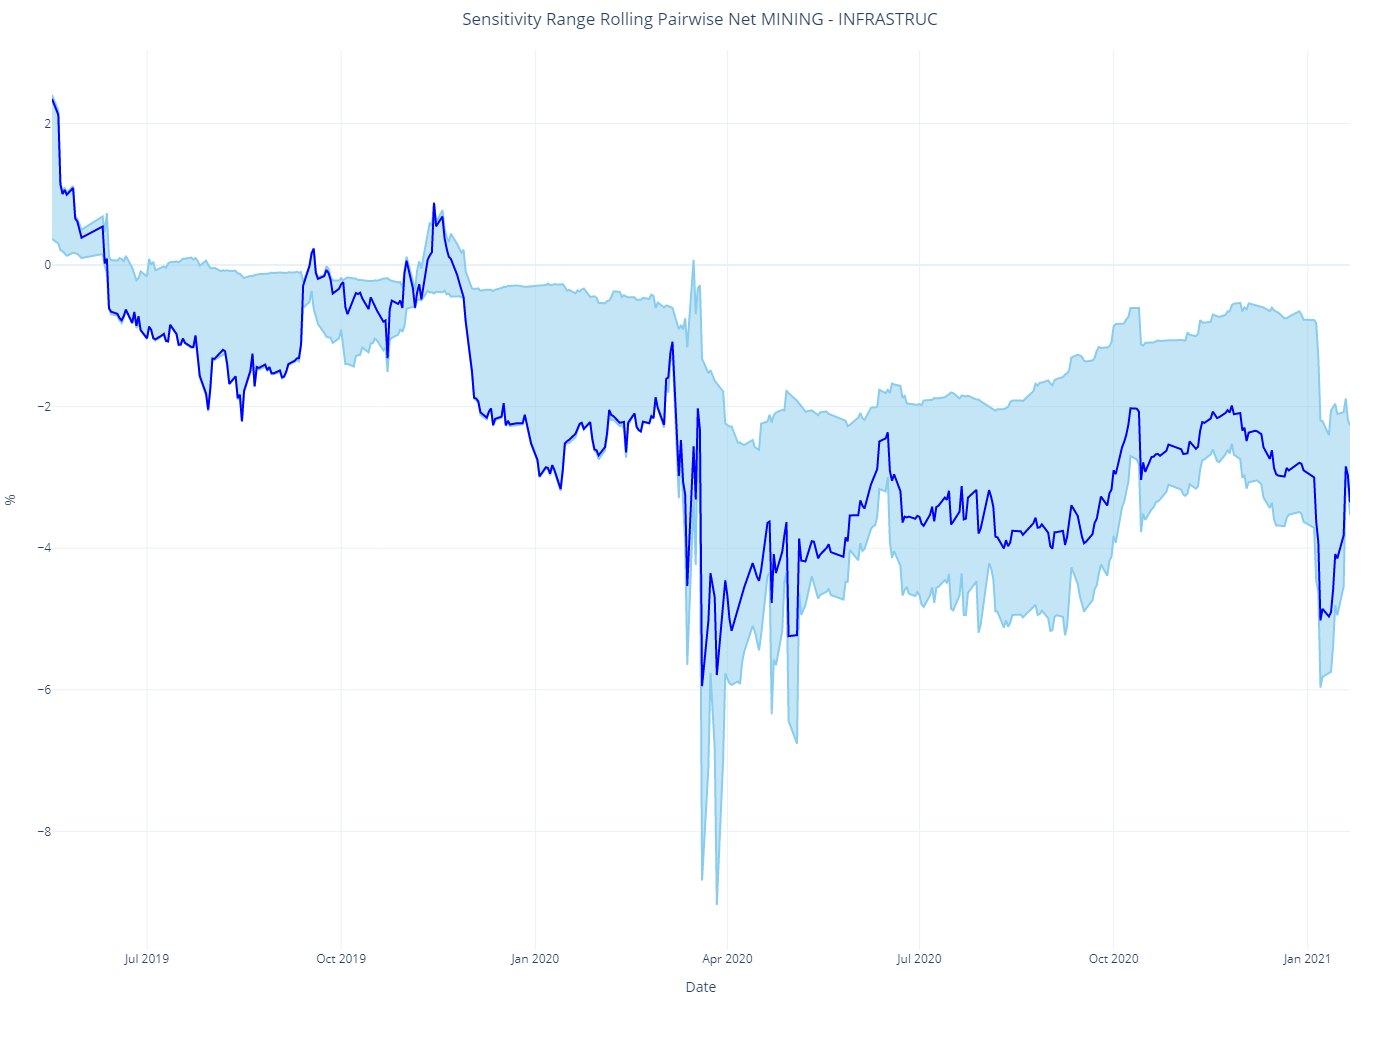 Sensitivity Range Rolling Pairwise Net MINING - INFRASTRUC
2
0
−2
−4
−6
−8
%
Jul 2019
Oct 2019
Jan 2020
Apr 2020
Jul 2020
Oct 2020
Jan 2021
Date